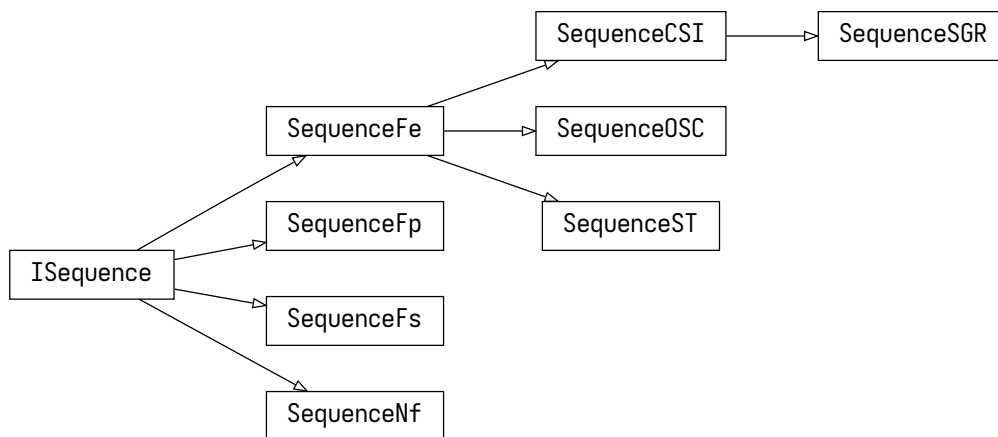 SequenceCSI
SequenceSGR
SequenceFe
SequenceOSC
SequenceFp
SequenceST
ISequence
SequenceFs
SequenceNf